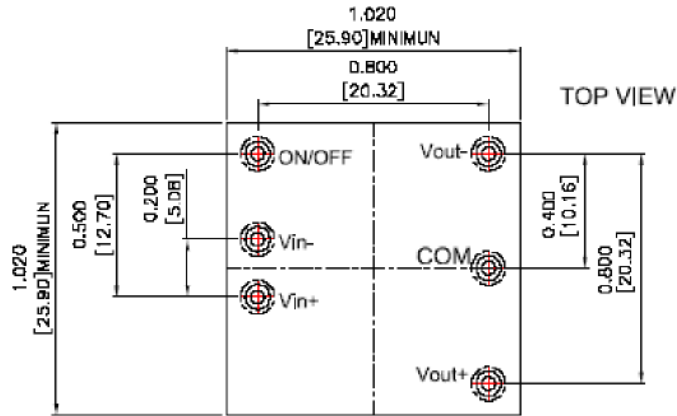 1.020
[25.90]MINIMUN
0.800
[20.32]
TOP VIEW
ON/OFF
Vout-
0.200
[5.08]
0.500
[12.70]
0.400
[10.16]
1.020
[25.90]MINIMUN
Vin-
COM
0.800
[20.32]
Vin+
Vout+